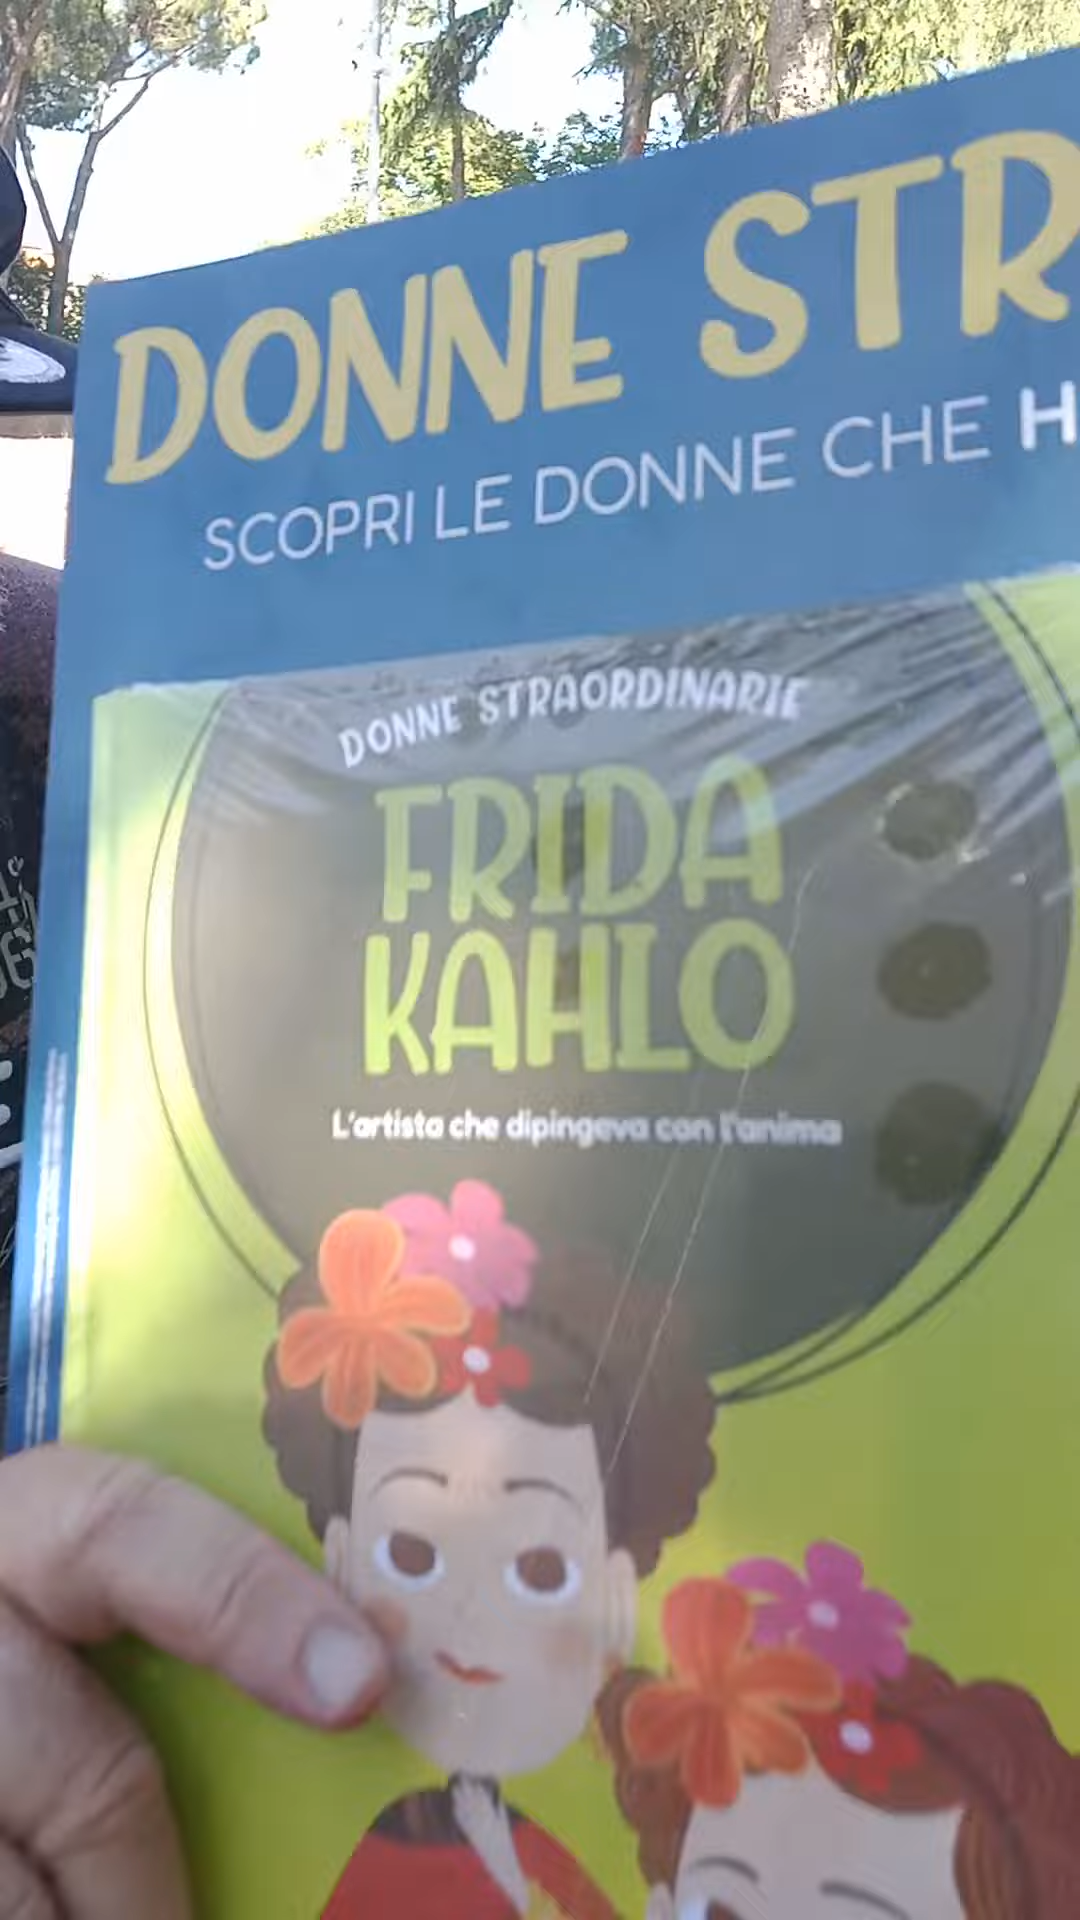 DONNE STR
SCOPRI LE DONNE CHE H
DONNE STRAORDINARIE
FRIDA
KAHLO
L'artista che dipingeva con l'anima